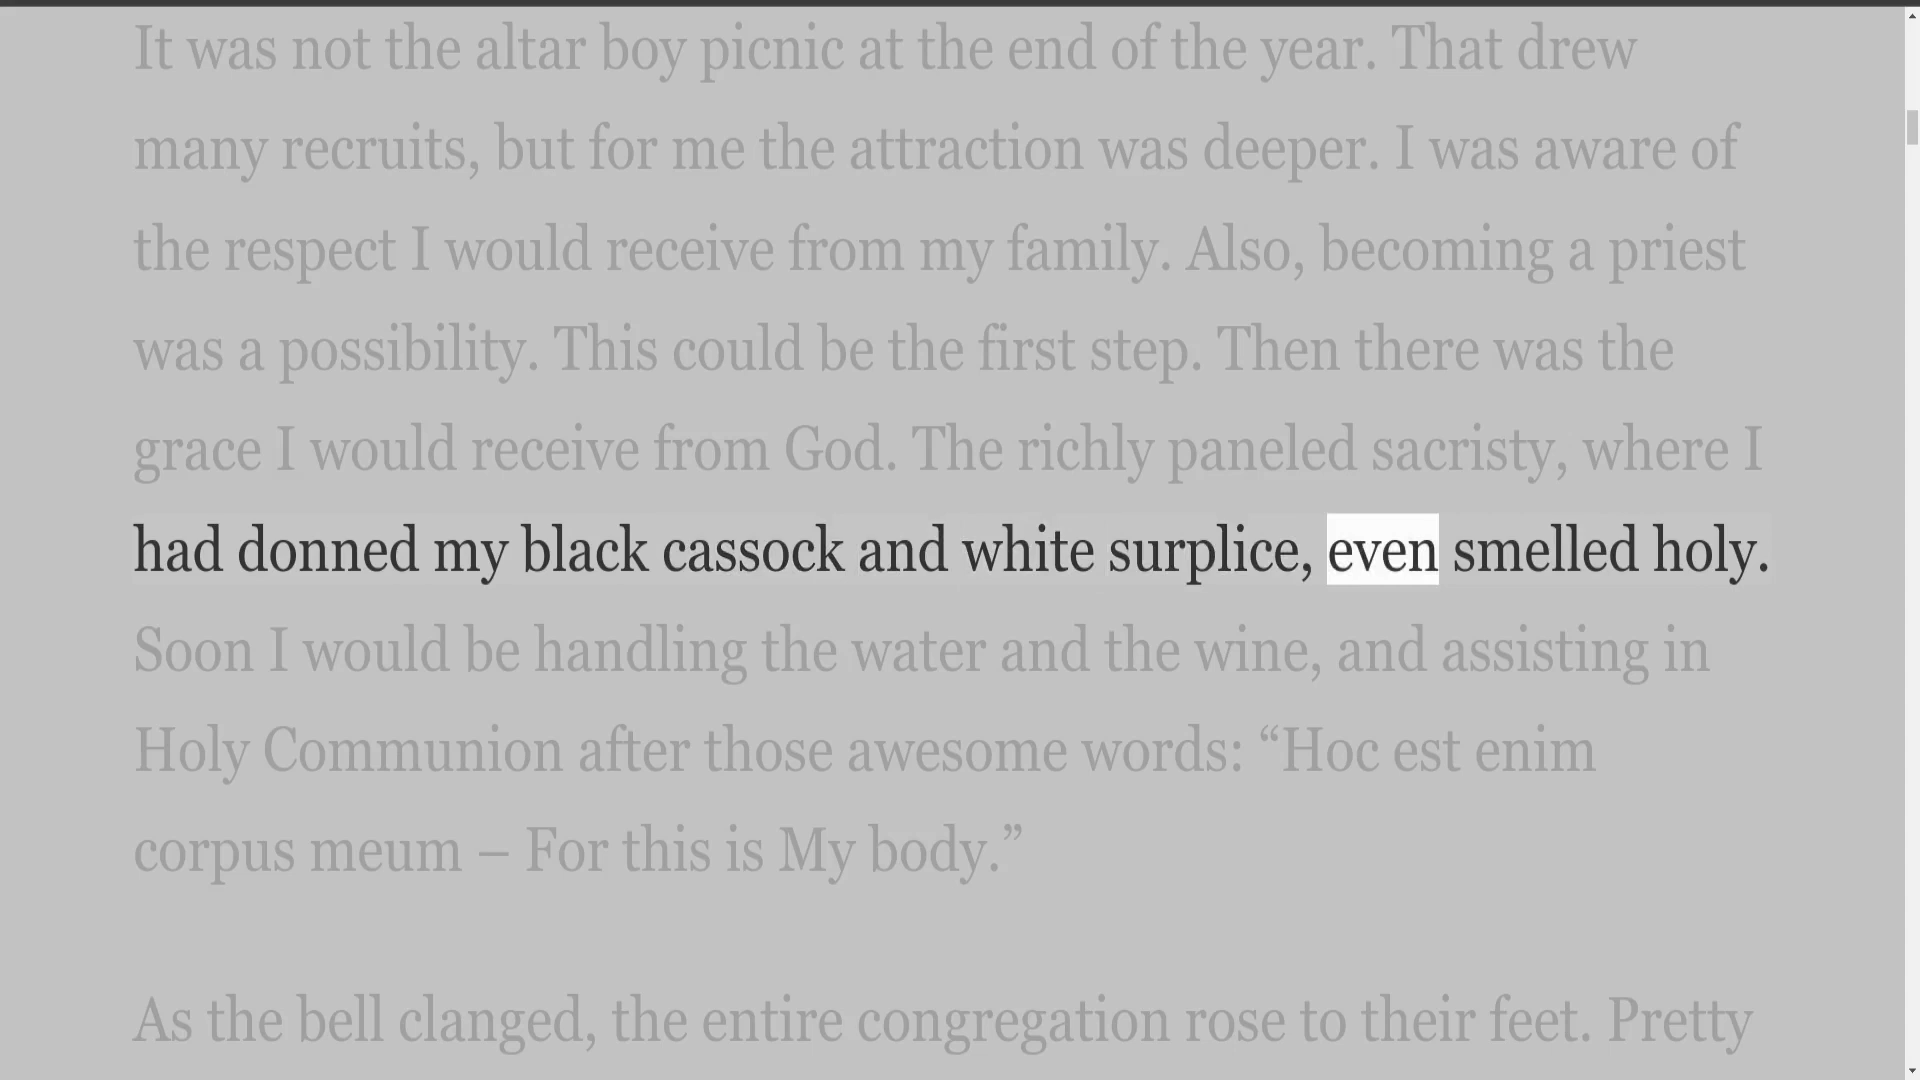 It was not the altar boy picnic at the end of the year. That drew
many recruits, but for me the attraction was deeper. I was aware of
the respect I would receive from my family. Also, becoming a priest
was a possibility. This could be the first step. Then there was the
grace I would receive from God. The richly paneled sacristy, where I
had donned my black cassock and white surplice, even smelled holy.
Soon I would be handling the water and the wine, and assisting in
Holy Communion after those awesome words: “Hoc est enim
corpus meum – For this is My body.”
As the bell clanged, the entire congregation rose to their feet. Pretty